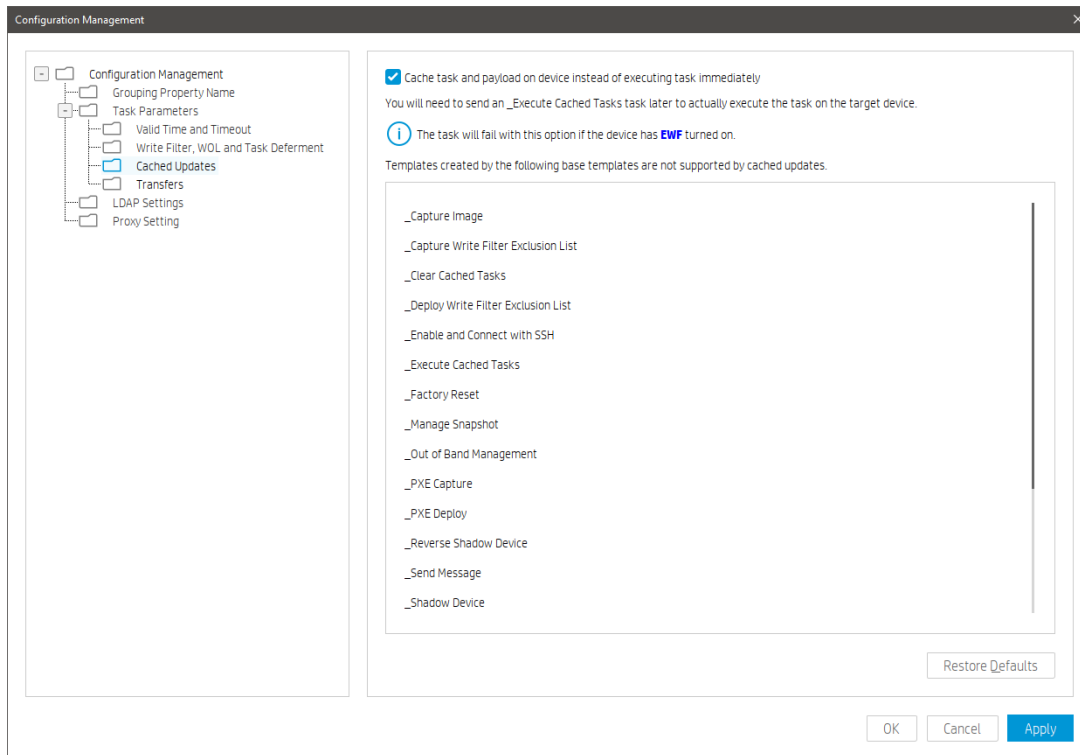 Configuration Management
Configuration Management
Grouping Property Name
Task Parameters
Valid Time and Timeout
Write Filter, WOL and Task Deferment
Cached Updates
Transfers
LDAP Settings
Proxy Setting
Cache task and payload on device instead of executing task immediately
You will need to send an _Execute Cached Tasks task later to actually execute the task on the target device.
The task will fail with this option if the device has EWF turned on.
Templates created by the following base templates are not supported by cached updates.
_Capture Image
_Capture Write Filter Exclusion List
_Clear Cached Tasks
_Deploy Write Filter Exclusion List
_Enable and Connect with SSH
_Execute Cached Tasks
_Factory Reset
_Manage Snapshot
_Out of Band Management
_PXE Capture
_PXE Deploy
_Reverse Shadow Device
_Send Message
_Shadow Device
Restore Defaults
OK Cancel Apply